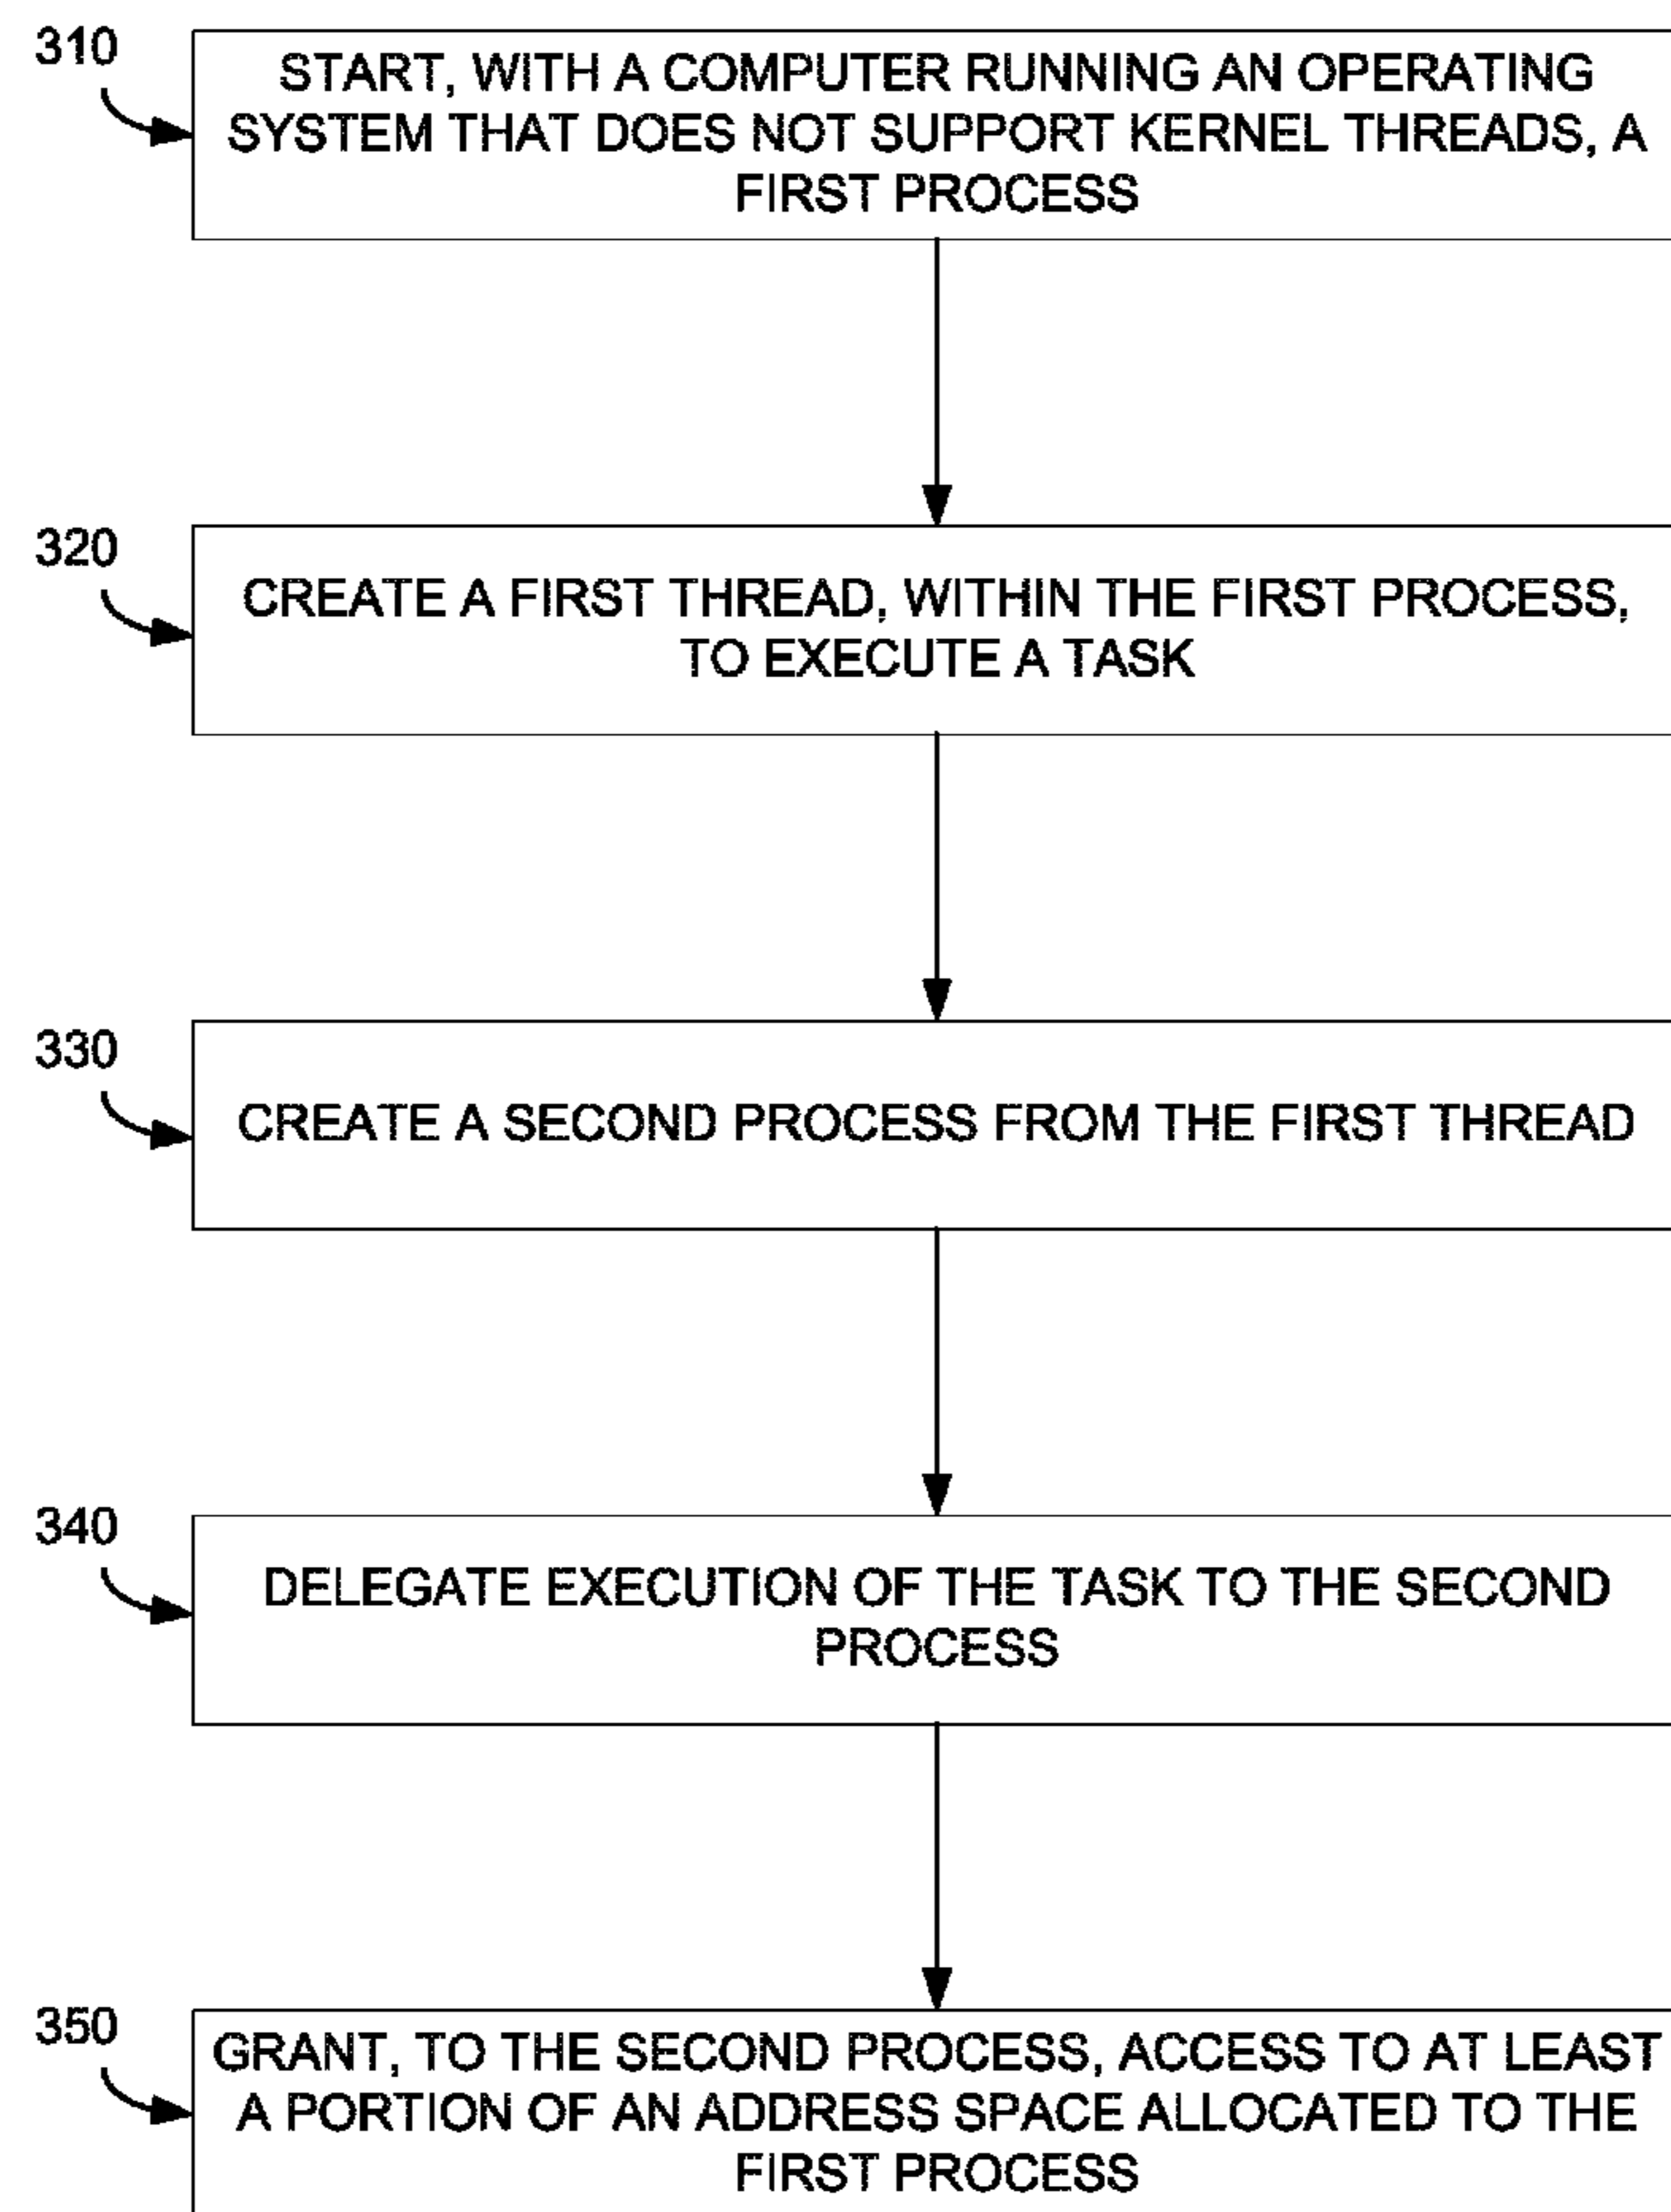 310
START, WITH A COMPUTER RUNNING AN OPERATING
SYSTEM THAT DOES NOT SUPPORT KERNEL THREADS, A
FIRST PROCESS
320
CREATE A FIRST THREAD, WITHIN THE FIRST PROCESS,
TO EXECUTE A TASK
330
CREATE A SECOND PROCESS FROM THE FIRST THREAD
340
DELEGATE EXECUTION OF THE TASK TO THE SECOND
PROCESS
350
GRANT, TO THE SECOND PROCESS, ACCESS TO AT LEAST
A PORTION OF AN ADDRESS SPACE ALLOCATED TO THE
FIRST PROCESS